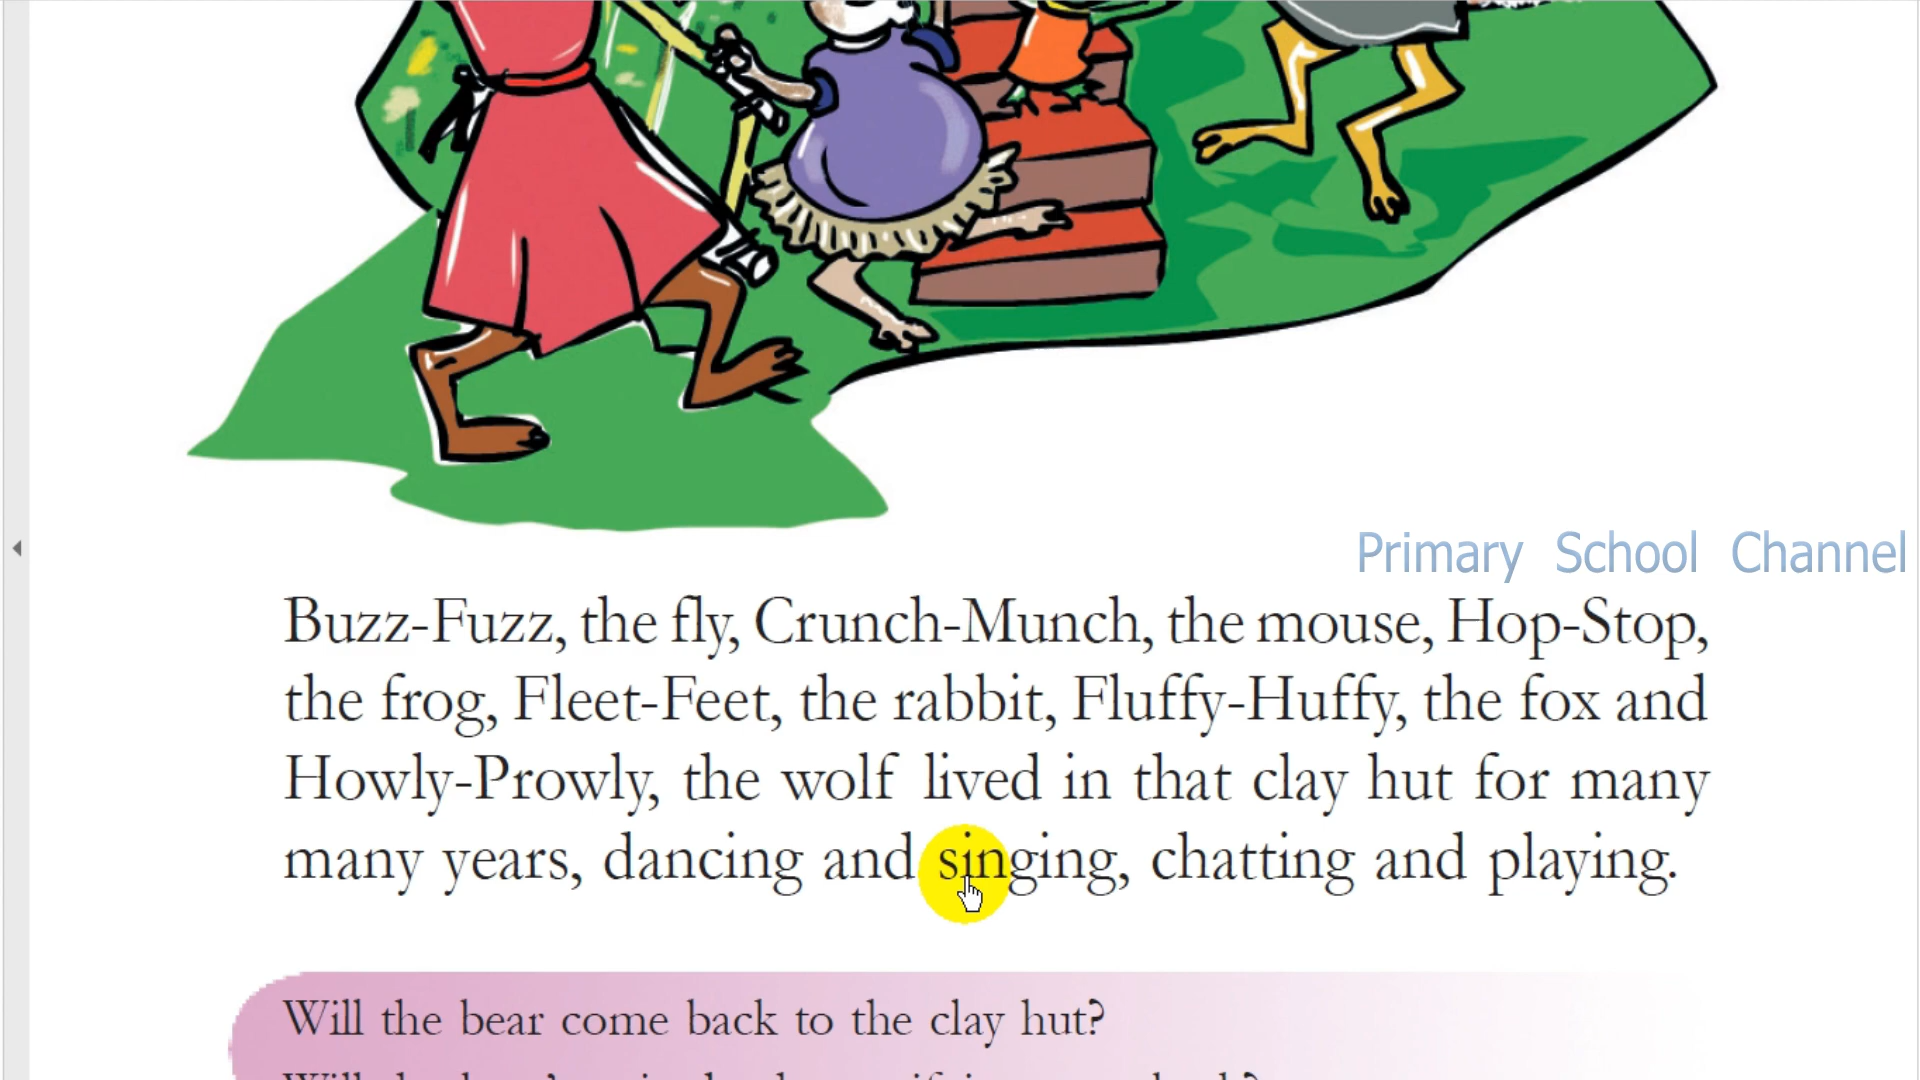 Primary School Channel
Buzz-Fuzz, the fly, Crunch-Munch, the mouse, Hop-Stop,
the frog, Fleet-Feet, the rabbit, Fluffy-Huffy, the fox and
Howly-Prowly, the wolf lived in that clay hut for many
many years, dancing and singing, chatting and playing.
Will the bear come back to the clay hut?